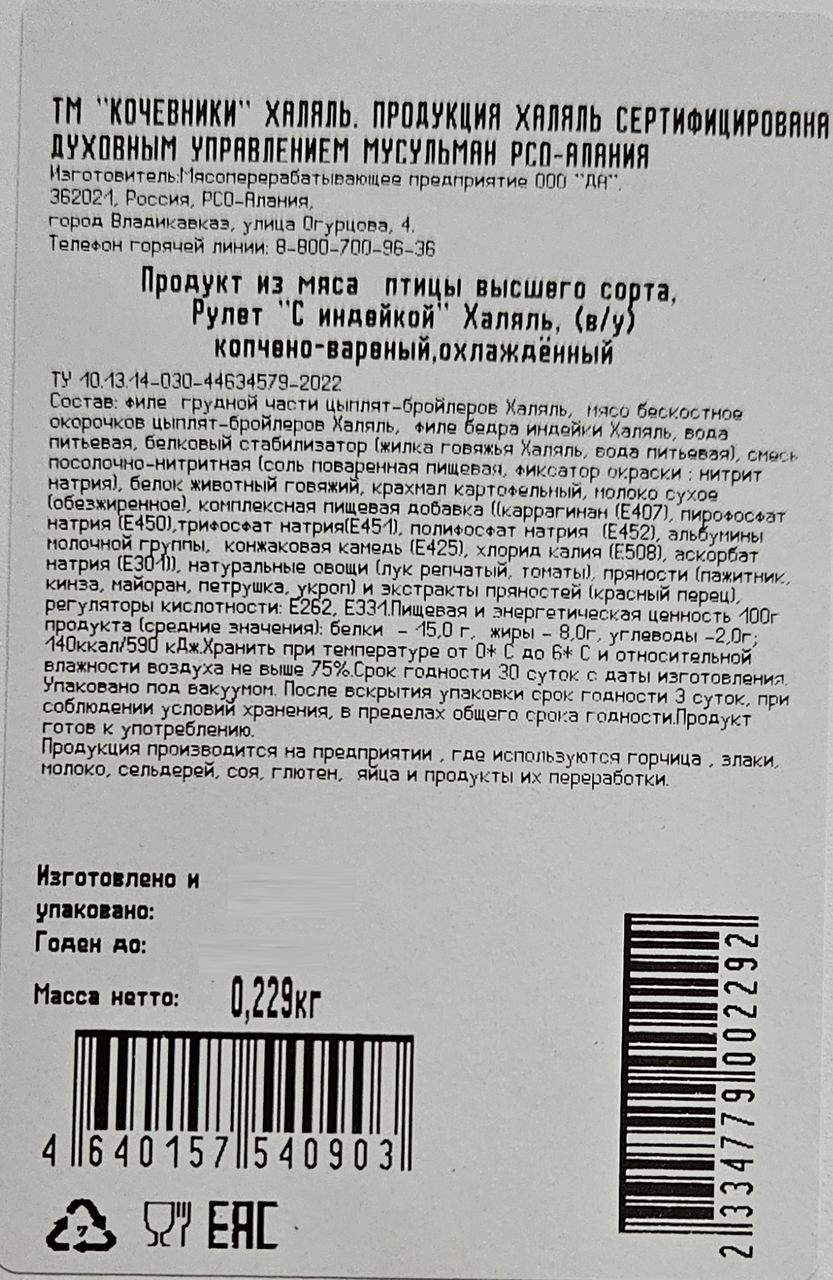 ТМ "КОЧЕВНИКИ" ХАЛЯЛЬ. ПРОДУКЦИЯ ХАЛЯЛЬ СЕРТИФИЦИРОВАНА
ДУХОВНЫМ УПРАВЛЕНИЕМ МУСУЛЬМАН РСО-АЛАНИЯ
Изготовитель:Мясоперерабатывающее предприятие ООО "ДА",
362021, Россия, РСО-Алания,
город Владикавказ, улица Огурцова, 4.
Телефон горячей линии: 8-800-700-96-36
Продукт из мяса птицы высшего сорта,
Рулет "С индейкой" Халяль, (в/у)
копчено-вареный,охлаждённый
ТУ 10.13.14-030-44634579-2022
Состав: филе грудной части цыплят-бройлеров Халяль, мясо бескостное
окорочков цыплят-бройлеров Халяль, филе бедра индейки Халяль, вода
питьевая, белковый стабилизатор (жилка говяжья Халяль, вода питьевая), смесь
посолочно-нитритная (соль поваренная пищевая, фиксатор окраски : нитрит
натрия), белок животный говяжий, крахмал картофельный, молоко сухое
(обезжиренное), комплексная пищевая добавка ((каррагинан (Е407), пирофосфат
натрия (Е450),трифосфат натрия(Е451), полифосфат натрия (Е452), альбумины
молочной группы, конжаковая камедь (Е425), хлорид калия (Е508), аскорбат
натрия (Е301)), натуральные овощи (лук репчатый, томаты), пряности (пажитник,
кинза, майоран, петрушка, укроп) и экстракты пряностей (красный перец),
регуляторы кислотности: Е262, Е331.Пищевая и энергетическая ценность 100г
продукта (средние значения): белки - 15,0 г, жиры - 8,0г, углеводы -2,0г;
140ккал/590 кДж.Хранить при температуре от 0* С до 6* С и относительной
влажности воздуха не выше 75%.Срок годности 30 суток с даты изготовления.
Упаковано под вакуумом. После вскрытия упаковки срок годности 3 суток, при
соблюдении условий хранения, в пределах общего срока годности.Продукт
готов к употреблению.
Продукция производится на предприятии , где используются горчица , злаки,
молоко, сельдерей, соя, глютен, яйца и продукты их переработки.
Изготовлено и
упаковано:
Годен до:
Масса нетто: 0,229кг
4 640157 540903
2 334779 002292
7
EAC